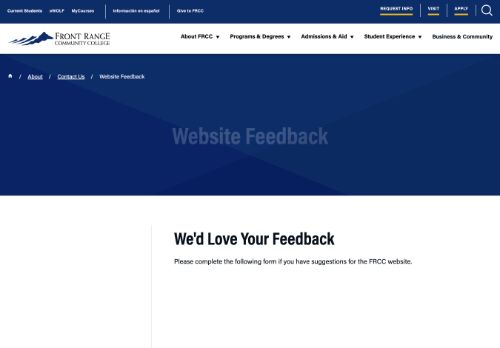 Current Students eWOLF MyCourses Información en español Give to FRCC REQUEST INFO VISIT APPLY
FRONT RANGE
COMMUNITY COLLEGE
About FRCC Programs & Degrees Admissions & Aid Student Experience Business & Community
/ About / Contact Us / Website Feedback
Website Feedback
We'd Love Your Feedback
Please complete the following form if you have suggestions for the FRCC website.